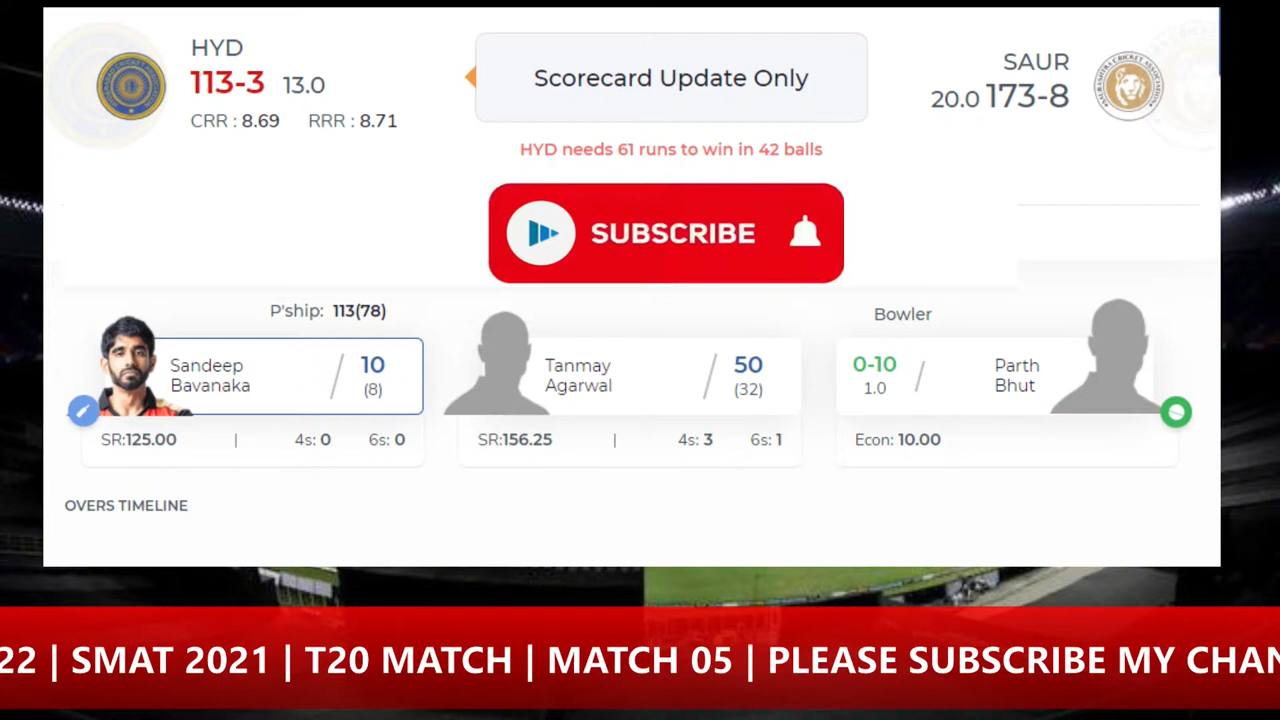 HYD
113-3 13.0
CRR : 8.69 RRR : 8.71
Scorecard Update Only
SAUR
20.0 173-8
HYD needs 61 runs to win in 42 balls
SUBSCRIBE
P'ship: 113(78)
Bowler
Sandeep
Bavanaka
10
(8)
Tanmay
Agarwal
50
(32)
0-10
1.0
Parth
Bhut
SR:125.00 | 4s: 0 6s: 0
SR:156.25 | 4s: 3 6s: 1
Econ: 10.00
OVERS TIMELINE
22 | SMAT 2021 | T20 MATCH | MATCH 05 | PLEASE SUBSCRIBE MY CHAN